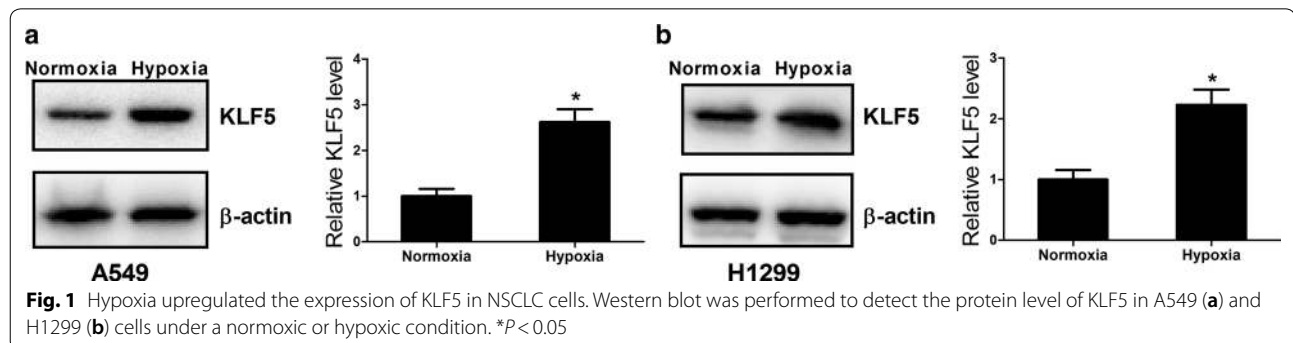 a
Normoxia Hypoxia
KLF5
β-actin
A549
Relative KLF5 level
4
3
2
1
0
*
Normoxia
Hypoxia
b
Normoxia Hypoxia
KLF5
β-actin
H1299
Relative KLF5 level
3
2
1
0
*
Normoxia
Hypoxia
Fig. 1 Hypoxia upregulated the expression of KLF5 in NSCLC cells. Western blot was performed to detect the protein level of KLF5 in A549 (a) and
H1299 (b) cells under a normoxic or hypoxic condition. *P < 0.05